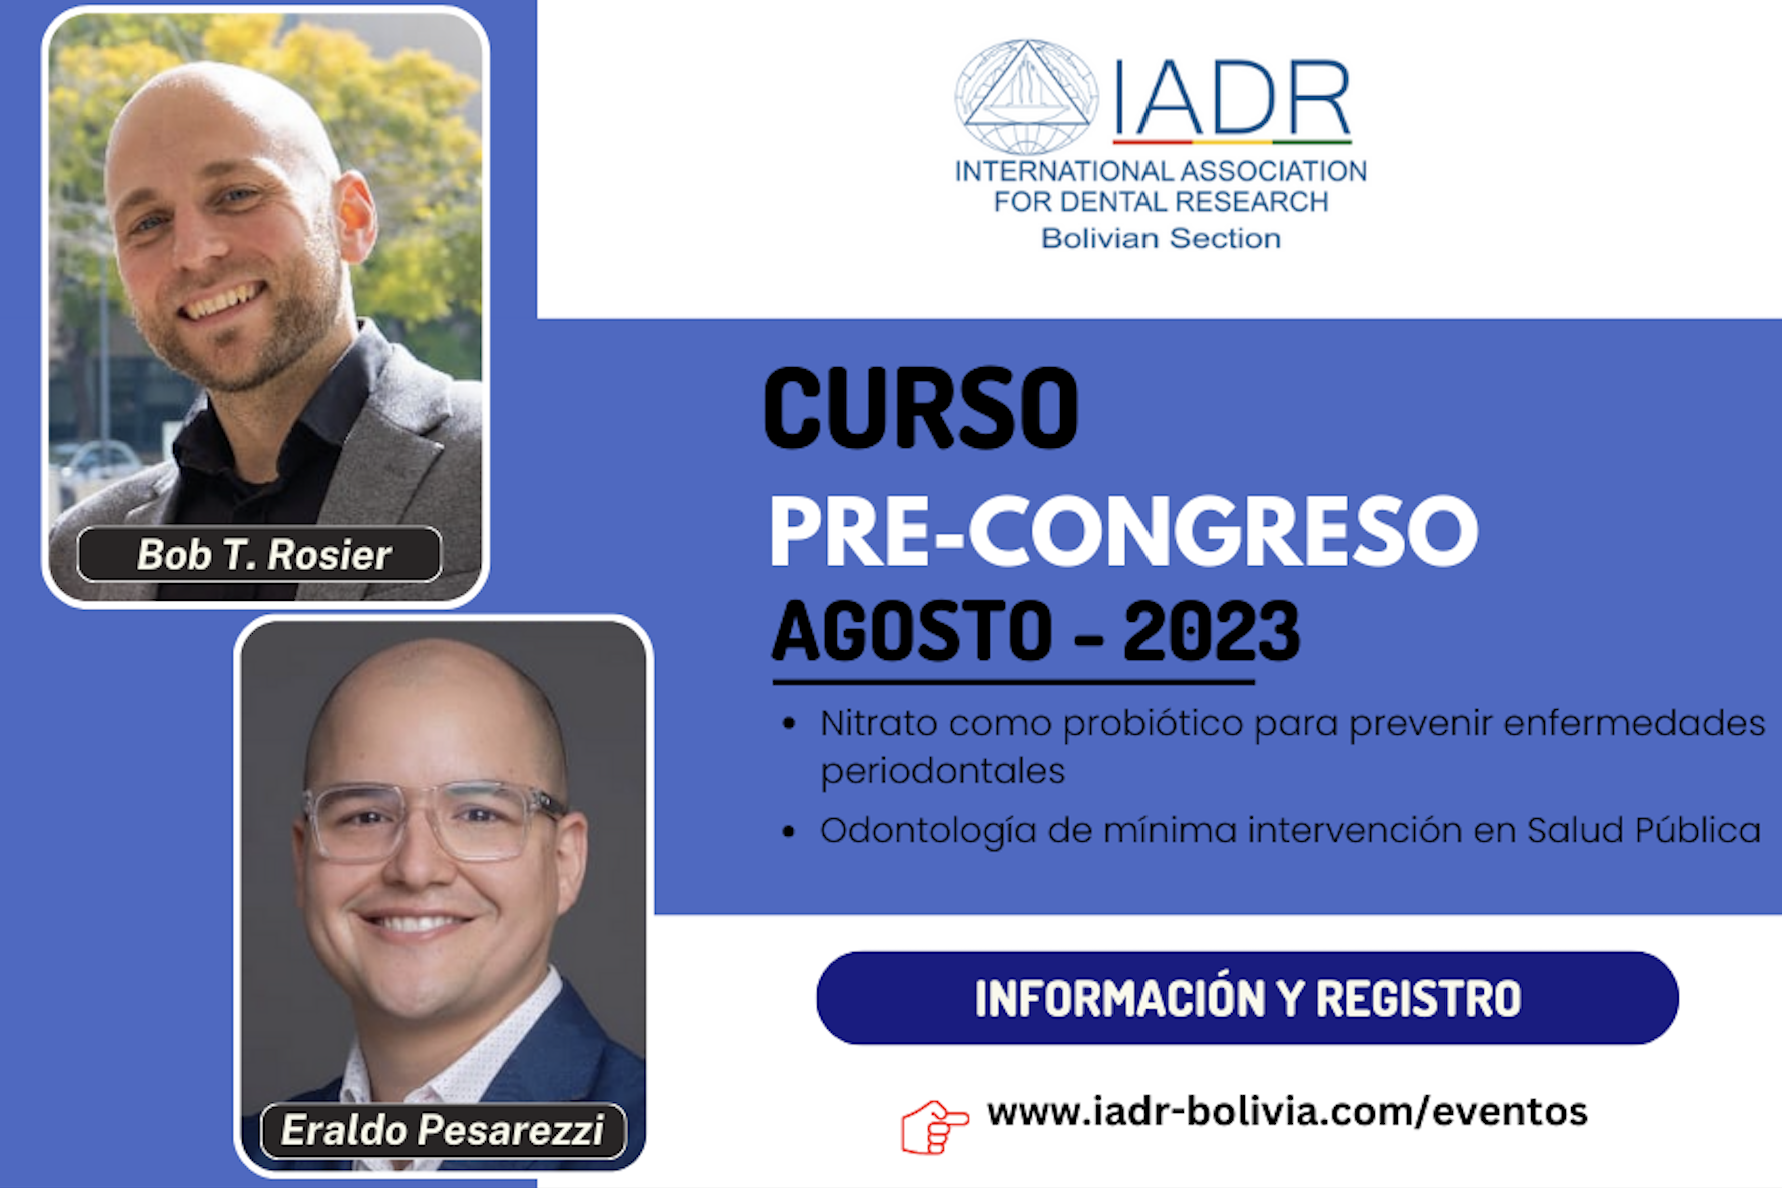 IADR
INTERNATIONAL ASSOCIATION
FOR DENTAL RESEARCH
Bolivian Section
Bob T. Rosier
CURSO
PRE-CONGRESO
AGOSTO - 2023
• Nitrato como probiótico para prevenir enfermedades
periodontales
• Odontología de mínima intervención en Salud Pública
Eraldo Pesarezzi
INFORMACIÓN Y REGISTRO
www.iadr-bolivia.com/eventos